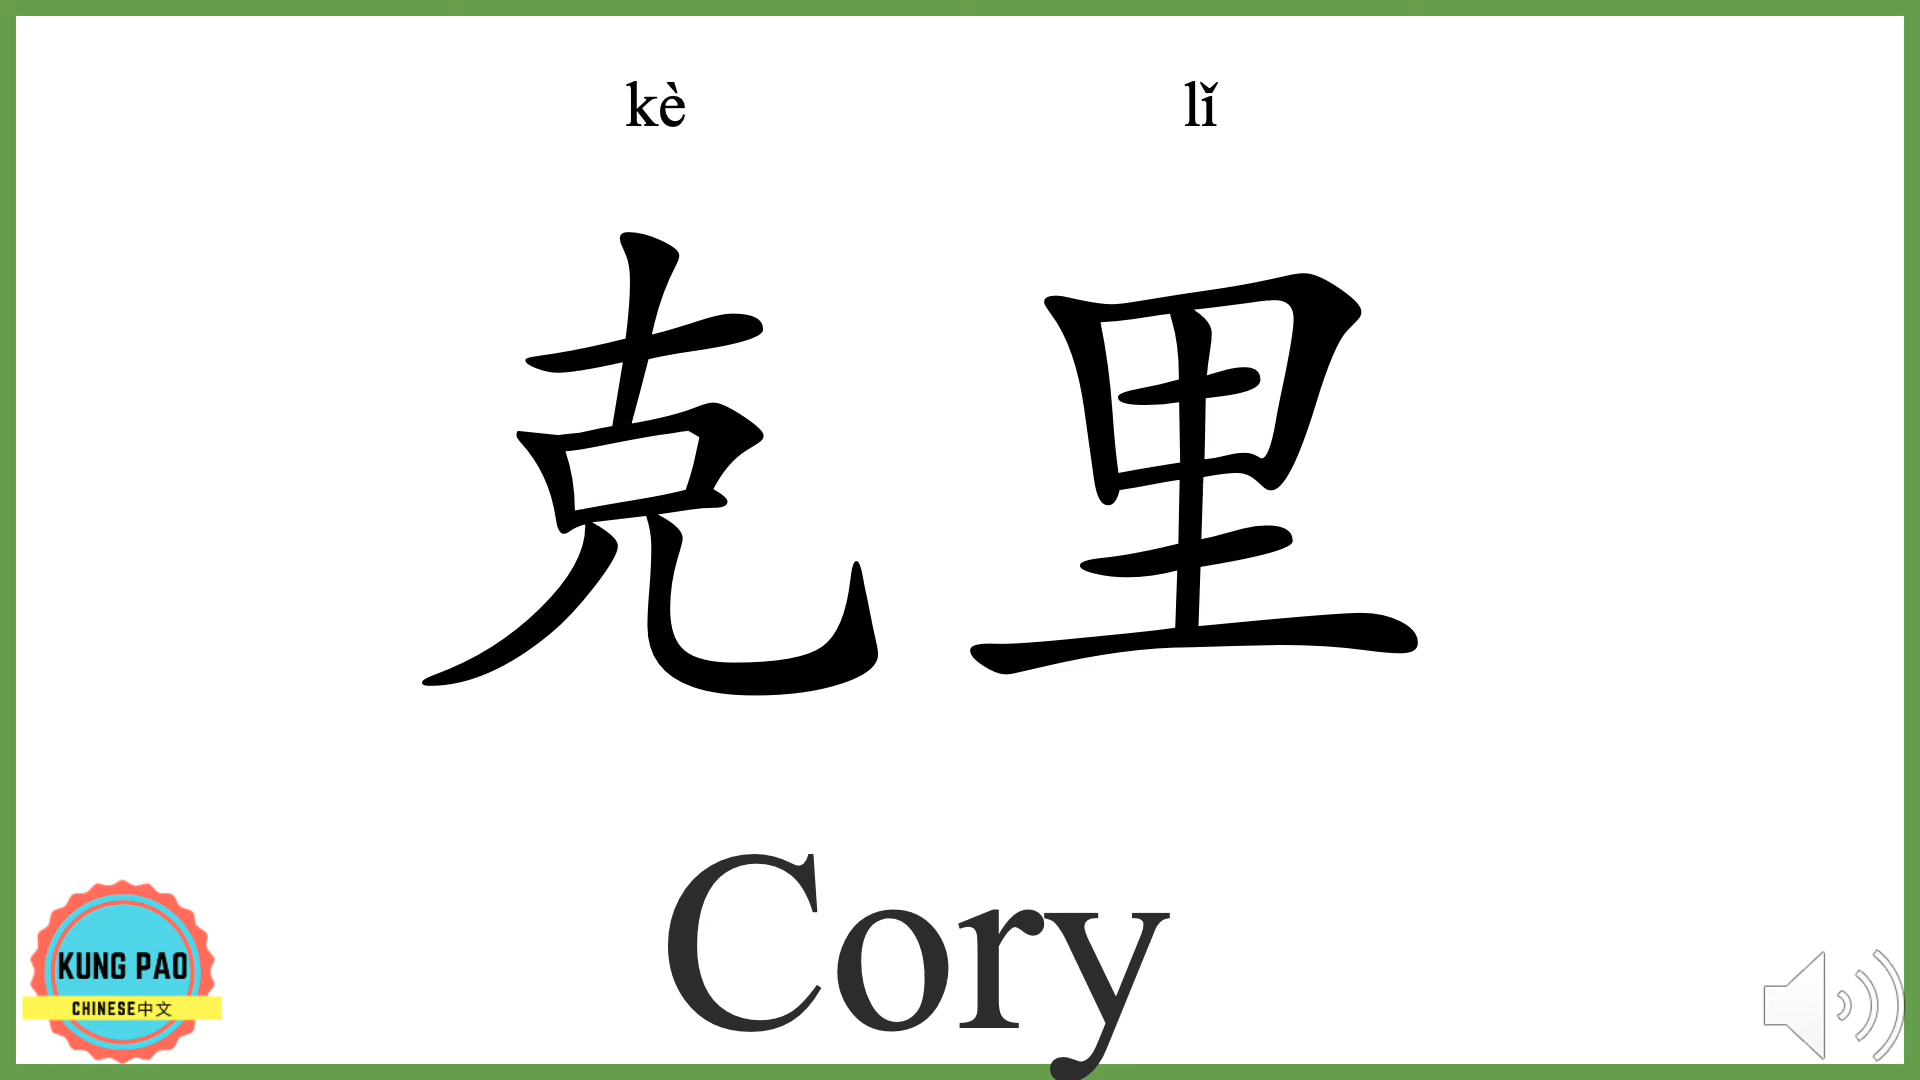 kè lǐ
克里
Cory
KUNG PAO
CHINESE中文